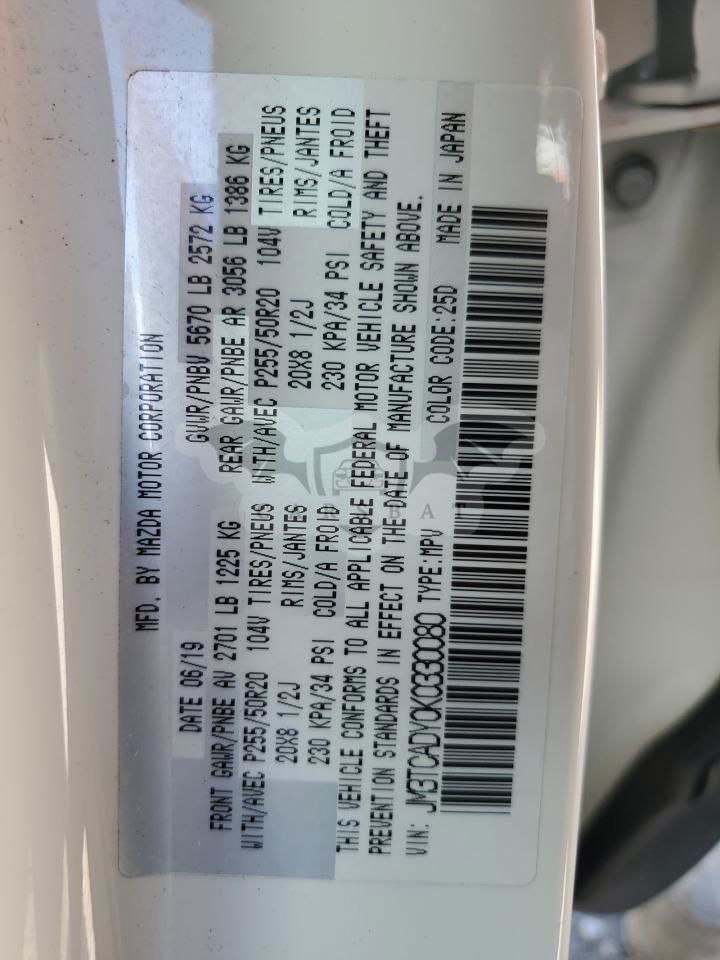 MFD. BY MAZDA MOTOR CORPORATION
DATE 06/19 GVWR/PNBV 5670 LB 2572 KG
FRONT GAWR/PNBE AV 2701 LB 1225 KG REAR GAWR/PNBE AR 3056 LB 1386 KG
WITH/AVEC P255/50R20 104V TIRES/PNEUS WITH/AVEC P255/50R20 104V TIRES/PNEUS
20X8 1/2J RIMS/JANTES 20X8 1/2J RIMS/JANTES
230 KPA/34 PSI COLD/A FROID 230 KPA/34 PSI COLD/A FROID
THIS VEHICLE CONFORMS TO ALL APPLICABLE FEDERAL MOTOR VEHICLE SAFETY AND THEFT
PREVENTION STANDARDS IN EFFECT ON THE DATE OF MANUFACTURE SHOWN ABOVE.
VIN: JM3TCADY0K0330080 TYPE:MPV COLOR CODE:25D MADE IN JAPAN